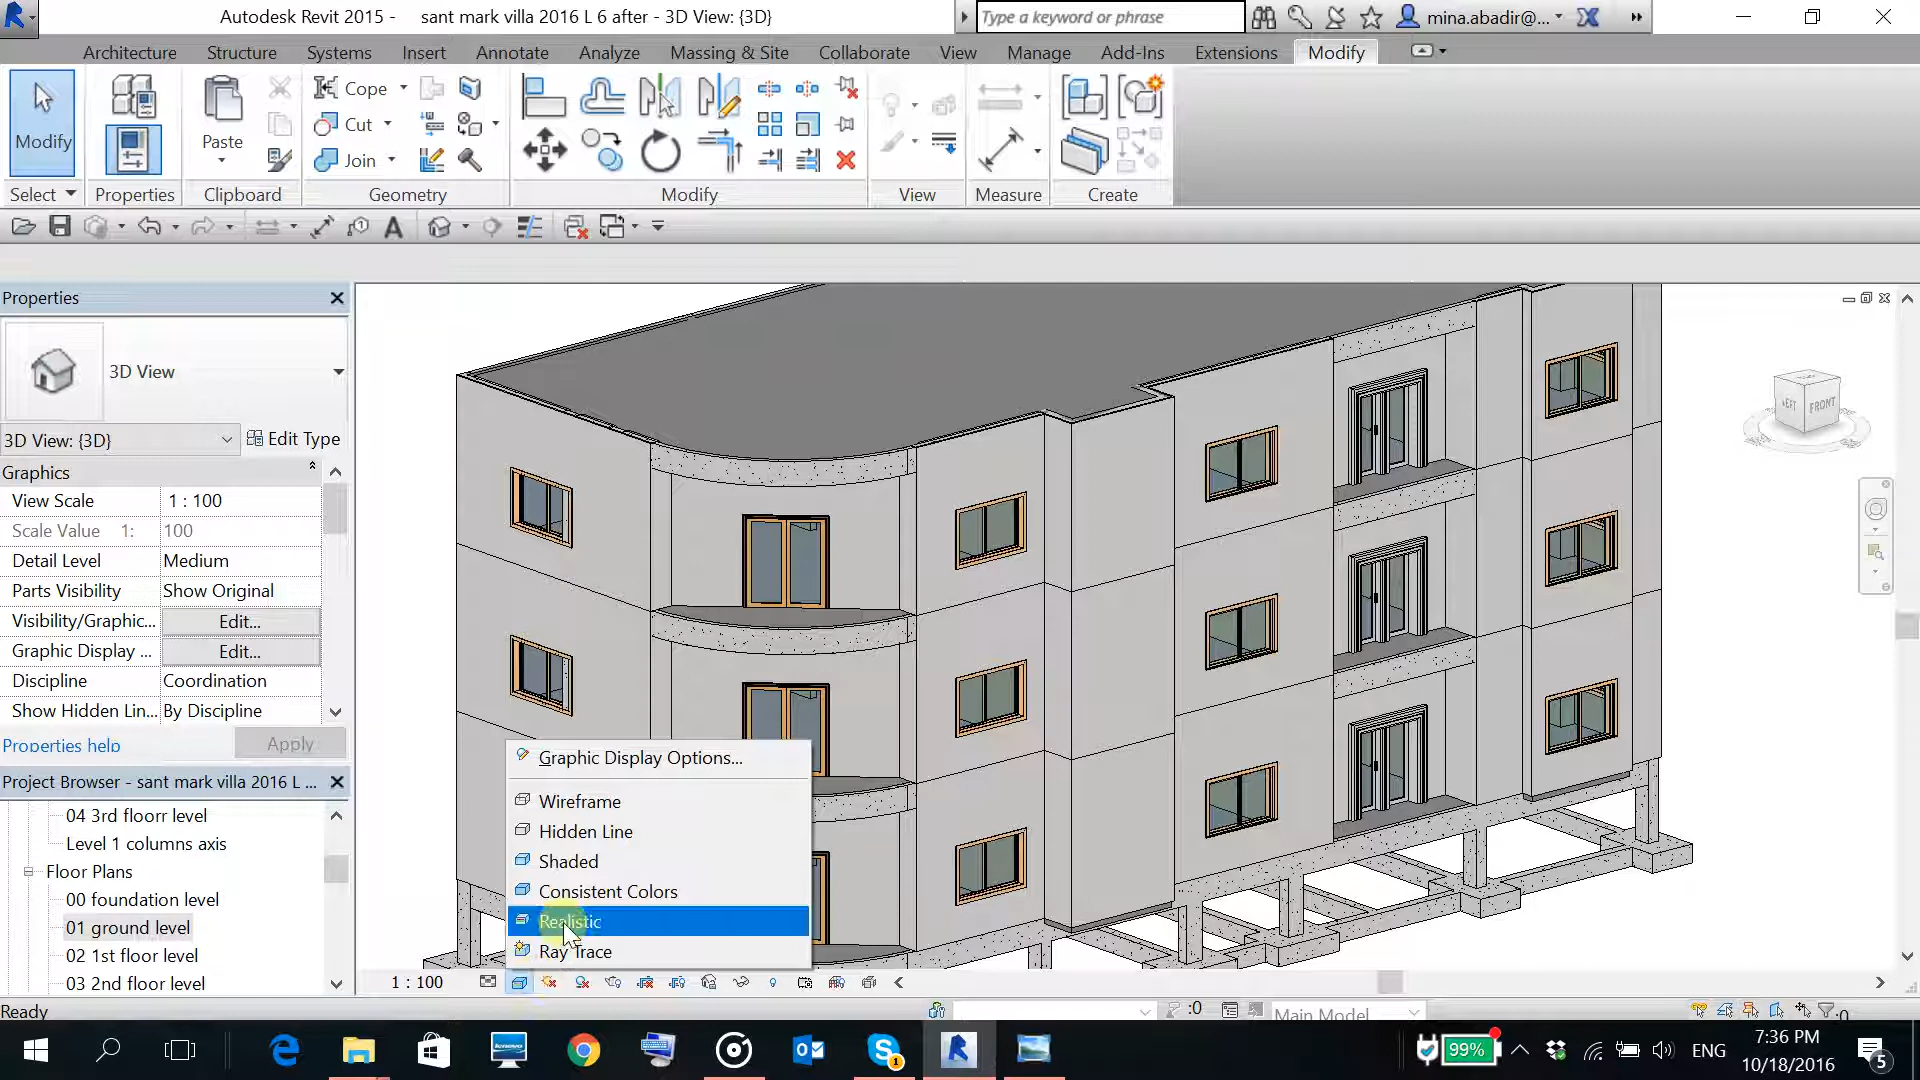 Autodesk Revit 2015 - sant mark villa 2016 L 6 after - 3D View: {3D}
Type a keyword or phrase
mina.abadir@...
Architecture Structure Systems Insert Annotate Analyze Massing & Site Collaborate View Manage Add-Ins Extensions Modify
Modify
Paste
Cope
Cut
Join
Select Properties Clipboard Geometry Modify View Measure Create
Properties
3D View
3D View: {3D}
Edit Type
Graphics
View Scale 1 : 100
Scale Value 1: 100
Detail Level Medium
Parts Visibility Show Original
Visibility/Graphic... Edit...
Graphic Display ... Edit...
Discipline Coordination
Show Hidden Lin... By Discipline
Properties help
Apply
Project Browser - sant mark villa 2016 L ...
04 3rd floorr level
Level 1 columns axis
Floor Plans
00 foundation level
01 ground level
02 1st floor level
03 2nd floor level
LEFT FRONT
Graphic Display Options...
Wireframe
Hidden Line
Shaded
Consistent Colors
Realistic
Ray Trace
1 : 100
Ready
:0
Main Model
:0
99%
ENG
7:36 PM
10/18/2016
1
5